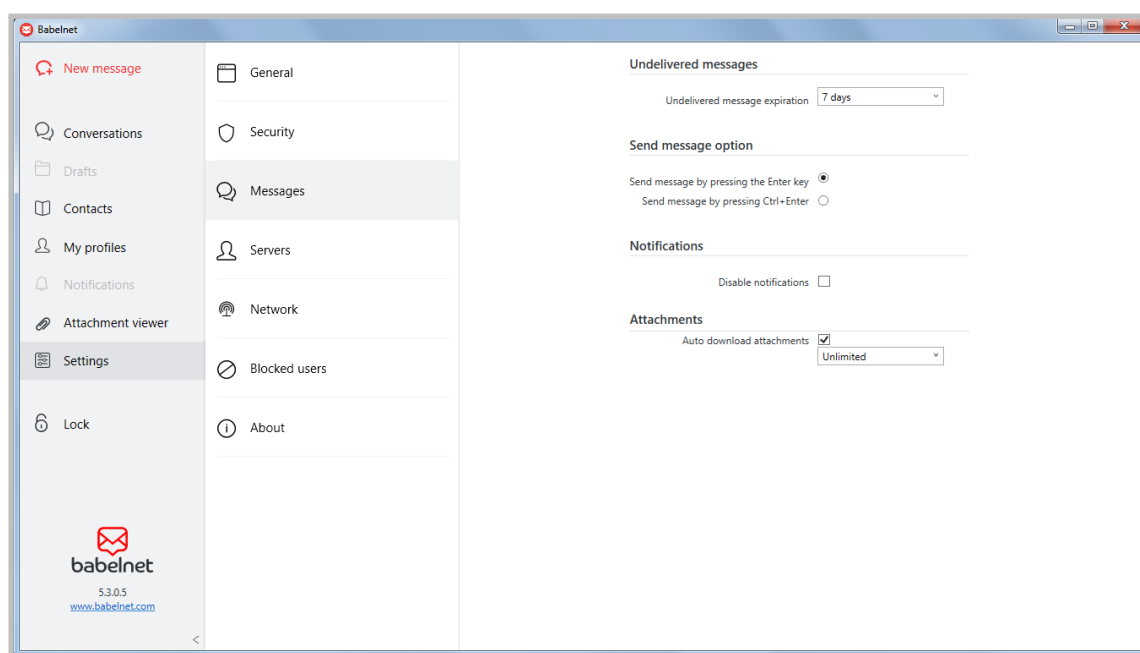 Babelnet
New message
Conversations
Drafts
Contacts
My profiles
Notifications
Attachment viewer
Settings
Lock
babelnet
5.3.0.5
www.babelnet.com
<
General
Security
Messages
Servers
Network
Blocked users
About
Undelivered messages
Undelivered message expiration 7 days
Send message option
Send message by pressing the Enter key
Send message by pressing Ctrl+Enter
Notifications
Disable notifications
Attachments
Auto download attachments
Unlimited